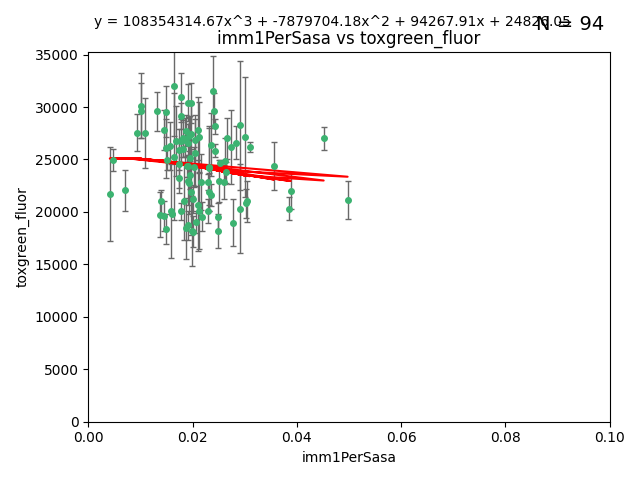 y = 108354314.67x^3 + -7879704.18x^2 + 94267.91x + 24826.05
N = 94
imm1PerSasa vs toxgreen_fluor
35000
30000
25000
20000
15000
10000
5000
0
toxgreen_fluor
0.00 0.02 0.04 0.06 0.08 0.10
imm1PerSasa